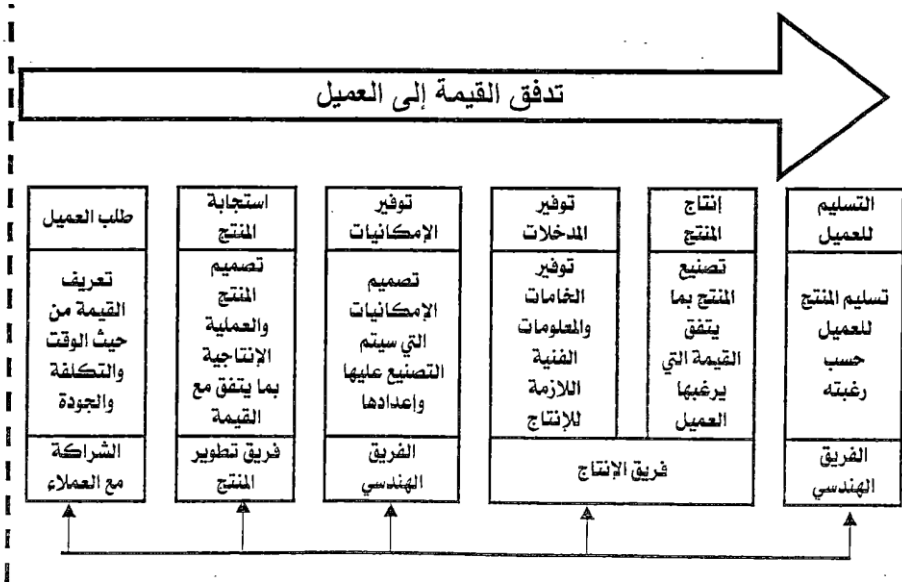 تدفق القيمة إلى العميل
طلب العميل
تعريف
القيمة من
حيث الوقت
والتكلفة
والجودة
الشراكة
مع العملاء
استجابة
المنتج
تصميم
المنتج
والعملية
الإنتاجية
بما يتفق مع
القيمة
فريق تطوير
المنتج
توفير
الإمكانيات
تصميم
الإمكانيات
التي سيتم
التصنيع عليها
وإعدادها
الفريق
الهندسي
توفير
المدخلات
توفير
الخامات
والمعلومات
الفنية
اللازمة
للإنتاج
إنتاج
المنتج
تصنيع
المنتج بما
يتفق
القيمة التي
يرغبها
العميل
فريق الإنتاج
التسليم
للعميل
تسليم المنتج
للعميل
حسب
رغبته
الفريق
الهندسي